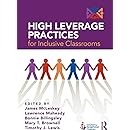 HIGH LEVERAGE
PRACTICES
for Inclusive Classrooms
EDITED BY
James McLeskey
Lawrence Maheady
Bonnie Billingsley
Mary T. Brownell
Timothy J. Lewis